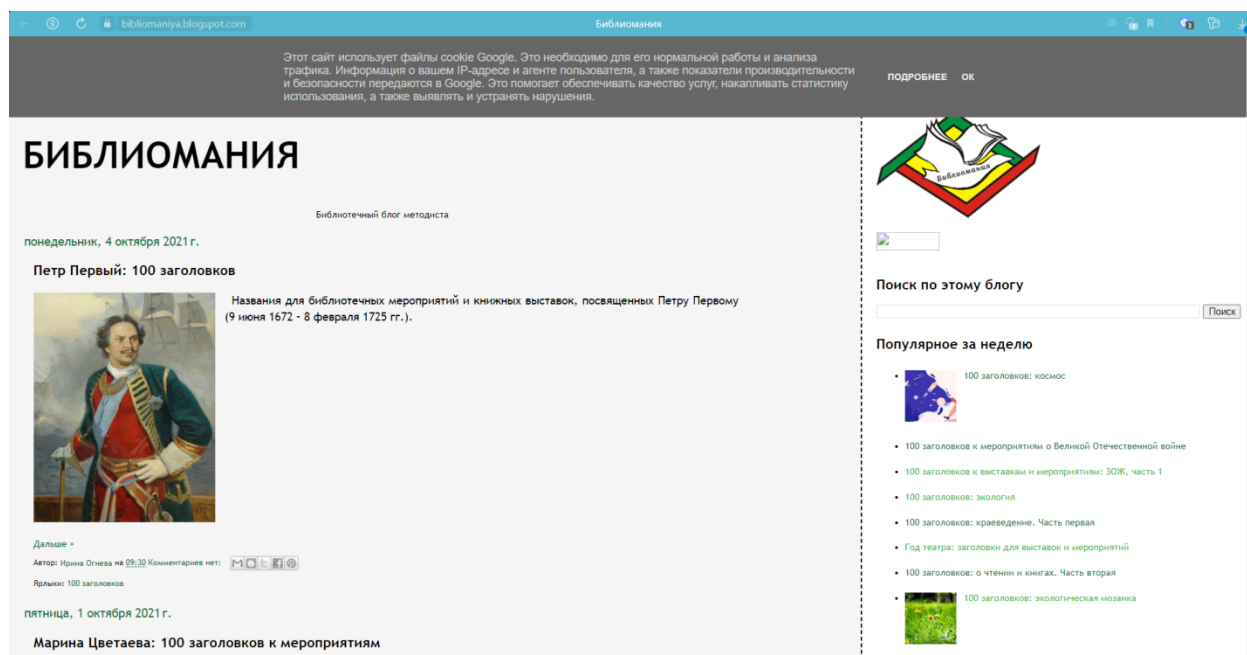 bibliomaniya.blogspot.com
Библиомания
Этот сайт использует файлы cookie Google. Это необходимо для его нормальной работы и анализа
трафика. Информация о вашем IP-адресе и агенте пользователя, а также показатели производительности
и безопасности передаются в Google. Это помогает обеспечивать качество услуг, накапливать статистику
использования, а также выявлять и устранять нарушения.
ПОДРОБНЕЕ ОК
БИБЛИОМАНИЯ
Библиотечный блог методиста
понедельник, 4 октября 2021 г.
Петр Первый: 100 заголовков
Названия для библиотечных мероприятий и книжных выставок, посвященных Петру Первому
(9 июня 1672 - 8 февраля 1725 гг.).
Дальше »
Автор: Ирина Огнева на 09:30 Комментариев нет:
Ярлыки: 100 заголовков
пятница, 1 октября 2021 г.
Марина Цветаева: 100 заголовков к мероприятиям
Библиомания
Поиск по этому блогу
Поиск
Популярное за неделю
100 заголовков: космос
100 заголовков к мероприятиям о Великой Отечественной войне
100 заголовков к выставкам и мероприятиям: ЗОЖ, часть 1
100 заголовков: экология
100 заголовков: краеведение. Часть первая
Год театра: заголовки для выставок и мероприятий
100 заголовков: о чтении и книгах. Часть вторая
100 заголовков: экологическая мозаика